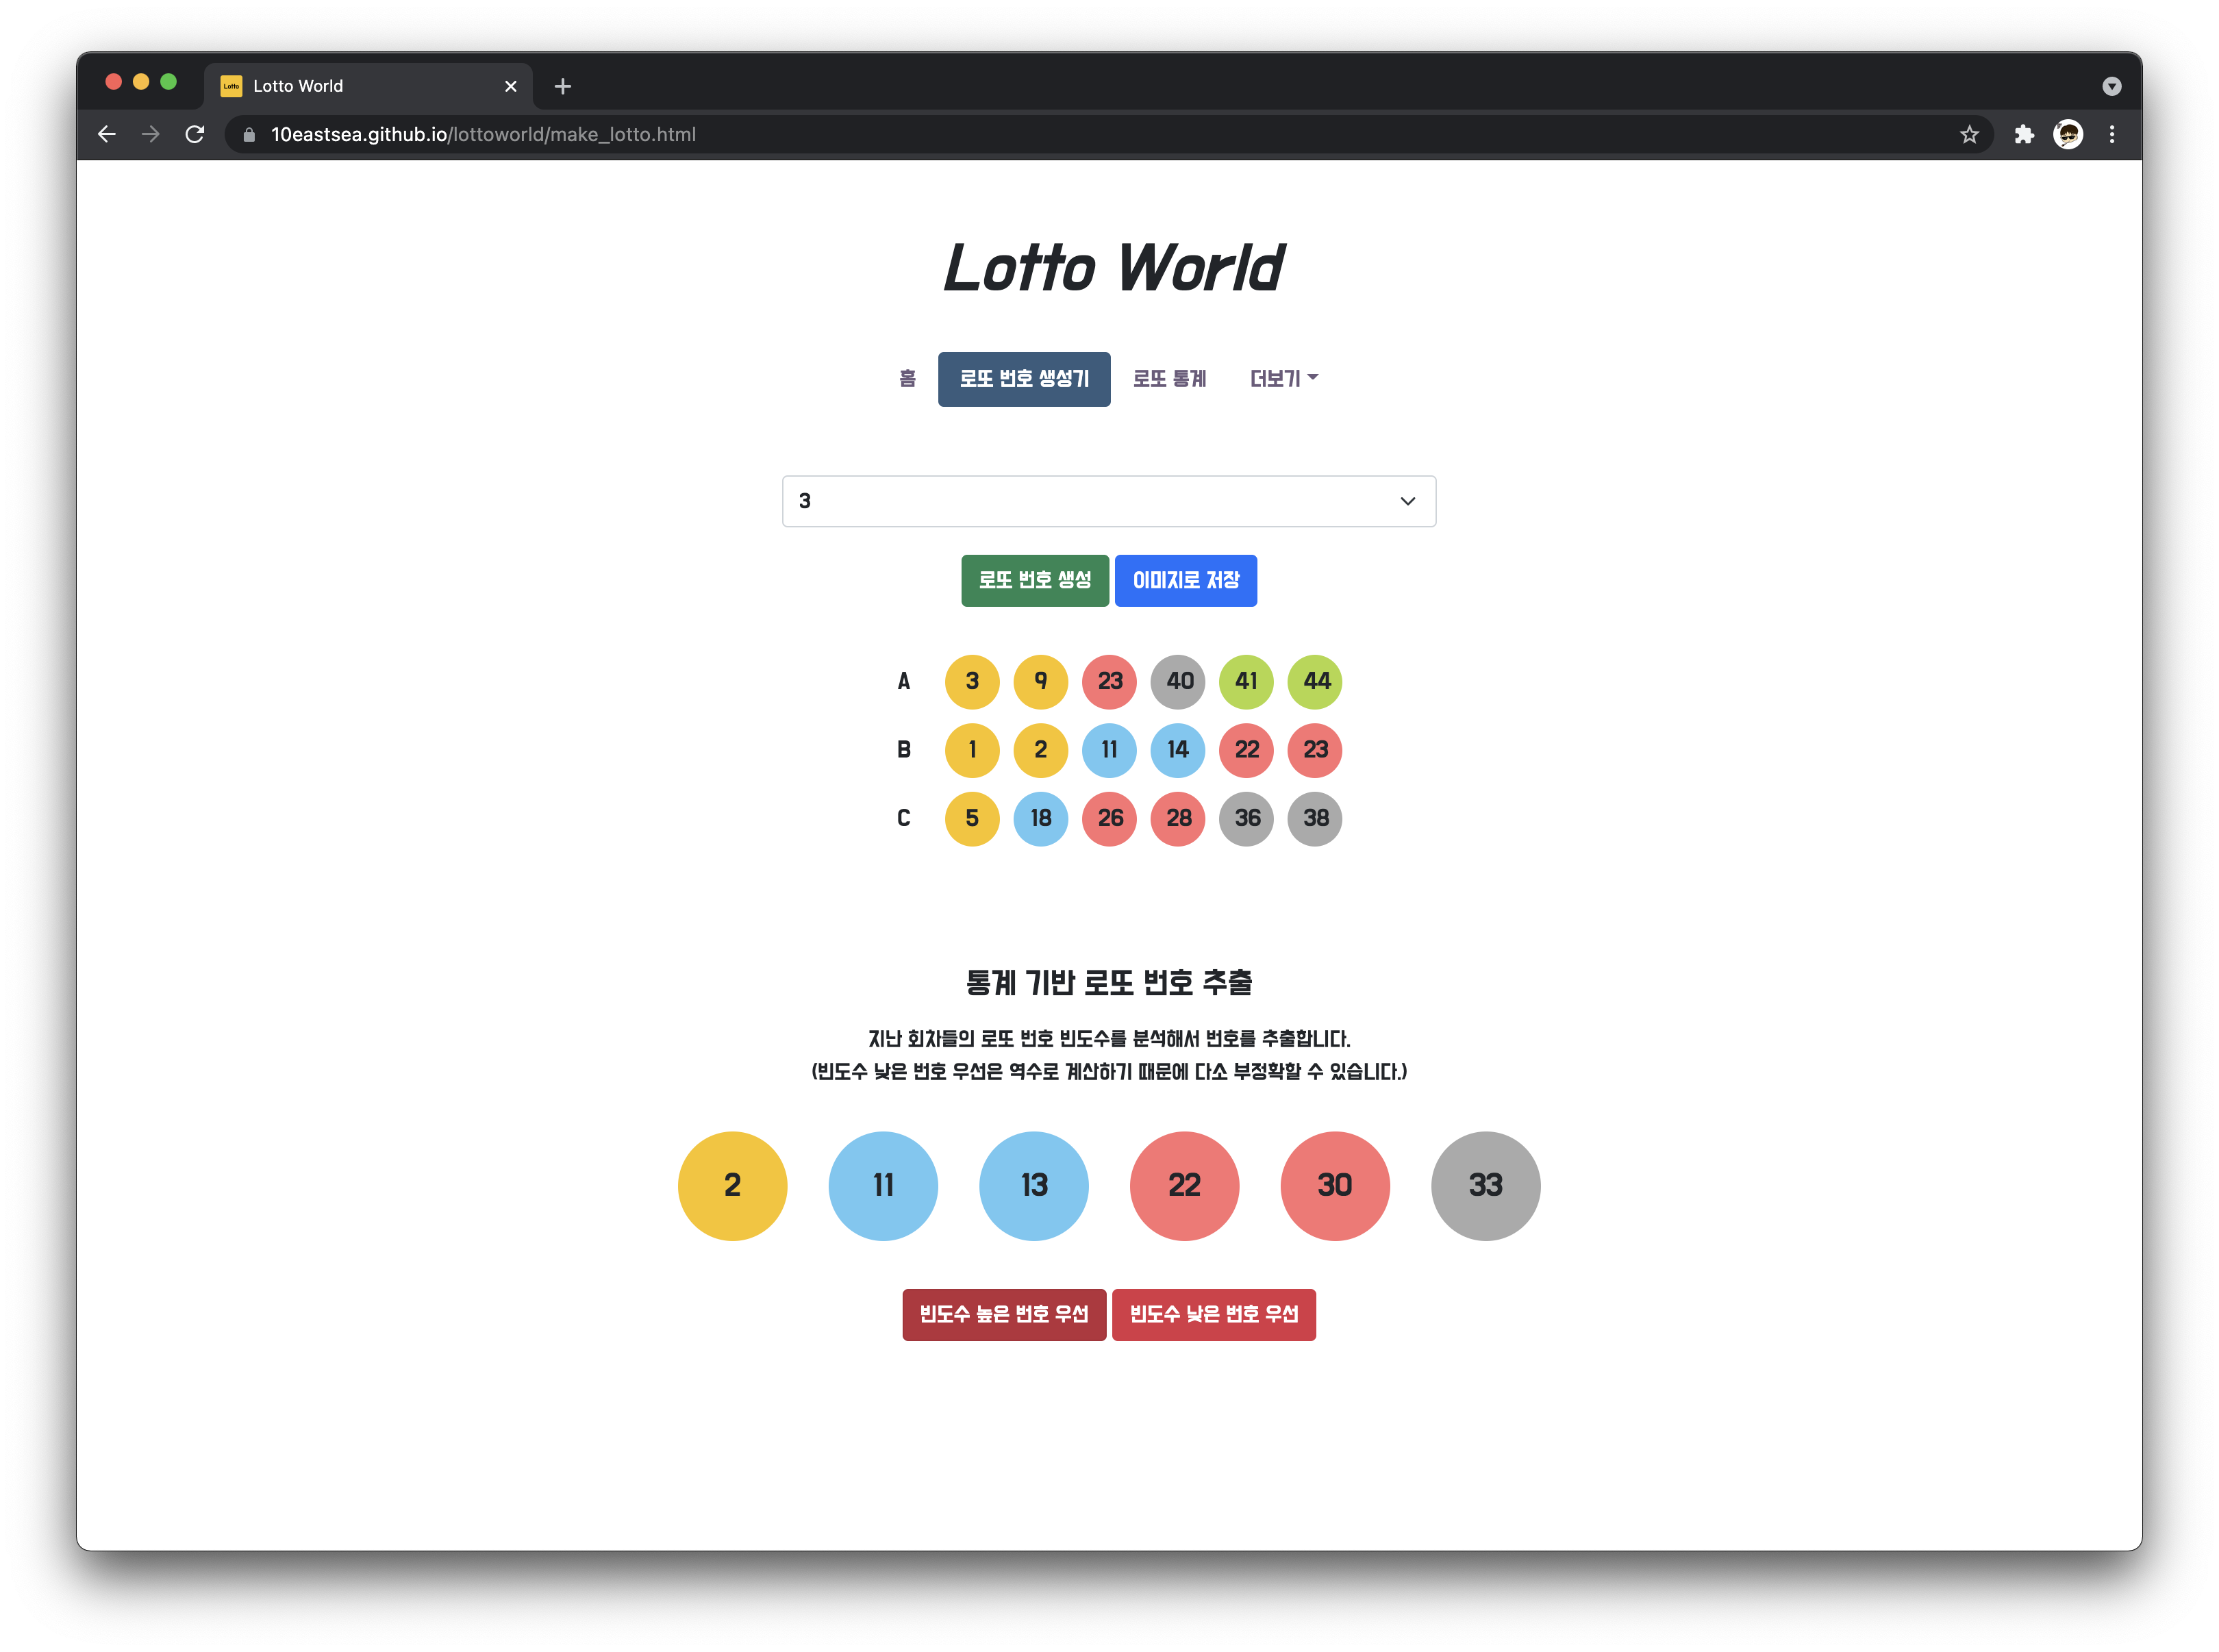 Lotto
Lotto World
10eastsea.github.io/lottoworld/make_lotto.html
Lotto World
홈 로또 번호 생성기 로또 통계 더보기
3
로또 번호 생성 이미지로 저장
A 3 9 23 40 41 44
B 1 2 11 14 22 23
C 5 18 26 28 36 38
통계 기반 로또 번호 추출
지난 회차들의 로또 번호 빈도수를 분석해서 번호를 추출합니다.
(빈도수 낮은 번호 우선은 역수로 계산하기 때문에 다소 부정확할 수 있습니다.)
2 11 13 22 30 33
빈도수 높은 번호 우선 빈도수 낮은 번호 우선